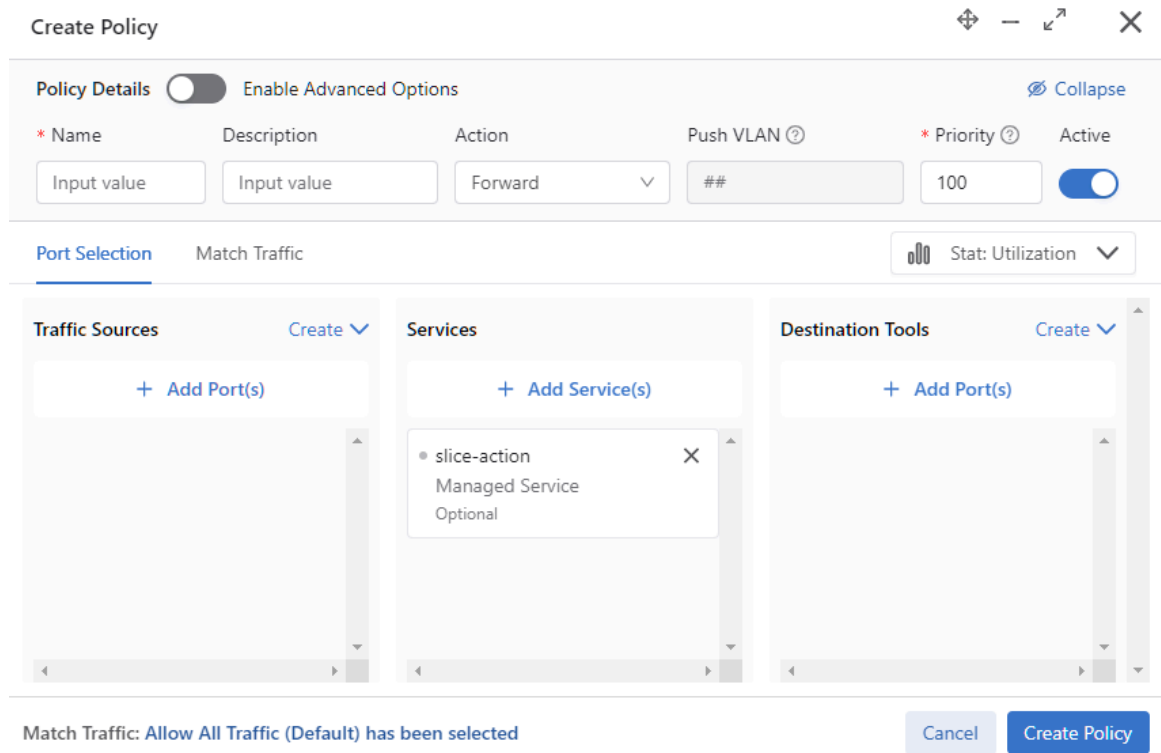 Create Policy
Policy Details Enable Advanced Options Collapse
* Name Description Action Push VLAN ? * Priority ? Active
Input value Input value Forward ## 100
Port Selection Match Traffic Stat: Utilization
Traffic Sources Create Services Destination Tools Create
+ Add Port(s) + Add Service(s) + Add Port(s)
slice-action
Managed Service
Optional
Match Traffic: Allow All Traffic (Default) has been selected Cancel Create Policy